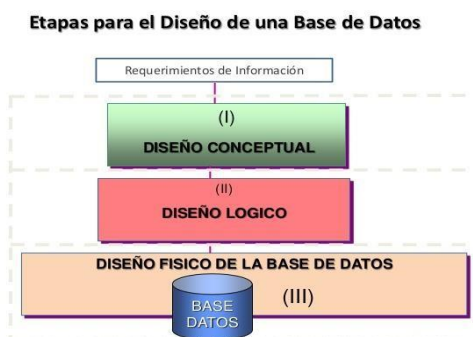 Etapas para el Diseño de una Base de Datos
Requerimientos de Información
(I)
DISEÑO CONCEPTUAL
(II)
DISEÑO LOGICO
DISEÑO FISICO DE LA BASE DE DATOS
(III)
BASE
DATOS